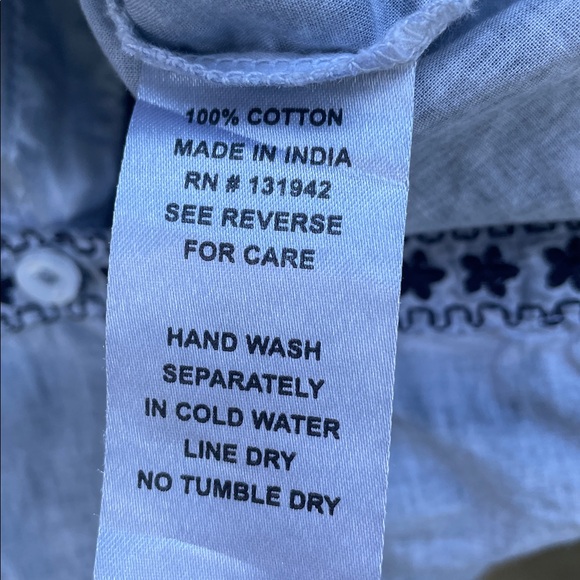 100% COTTON
MADE IN INDIA
RN # 131942
SEE REVERSE
FOR CARE
HAND WASH
SEPARATELY
IN COLD WATER
LINE DRY
NO TUMBLE DRY